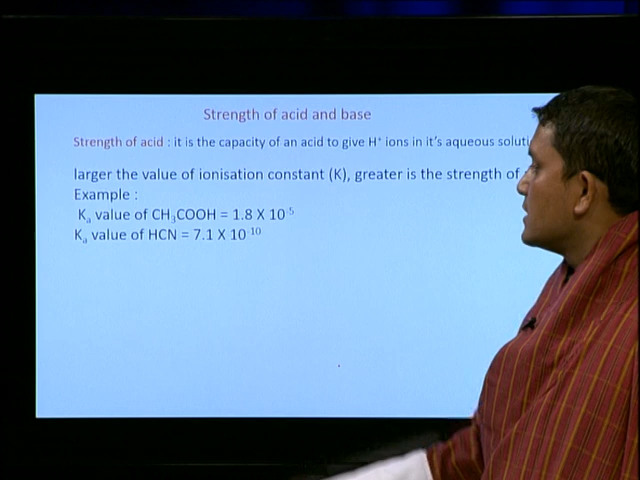 Strength of acid and base
Strength of acid : it is the capacity of an acid to give H⁺ ions in it's aqueous
larger the value of ionisation constant (K), greater is the strength of
Example :
Kₐ value of CH₃COOH = 1.8 X 10⁻⁵
Kₐ value of HCN = 7.1 X 10⁻¹⁰